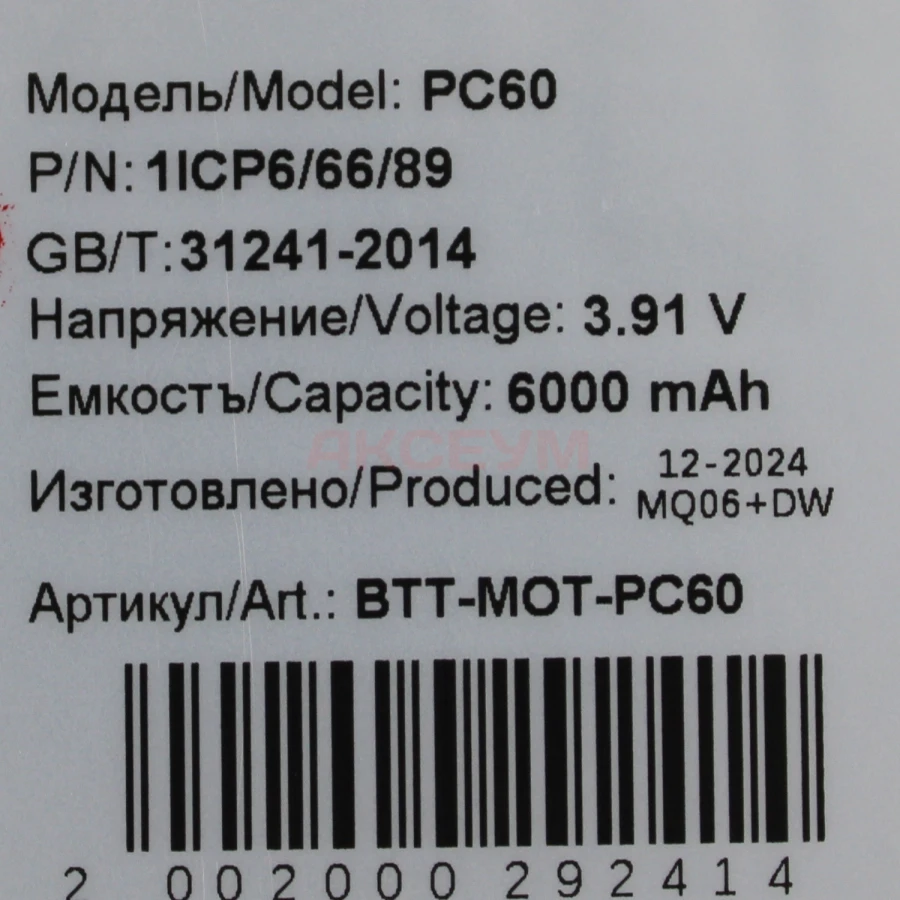 Модель/Model: PC60
P/N: 1ICP6/66/89
GB/T: 31241-2014
Напряжение/Voltage: 3.91 V
Емкостъ/Capacity: 6000 mAh
АКСЕУМ
Изготовлено/Produced: 12-2024
MQ06+DW
Артикул/Art.: BTT-MOT-PC60
2 002000 292414